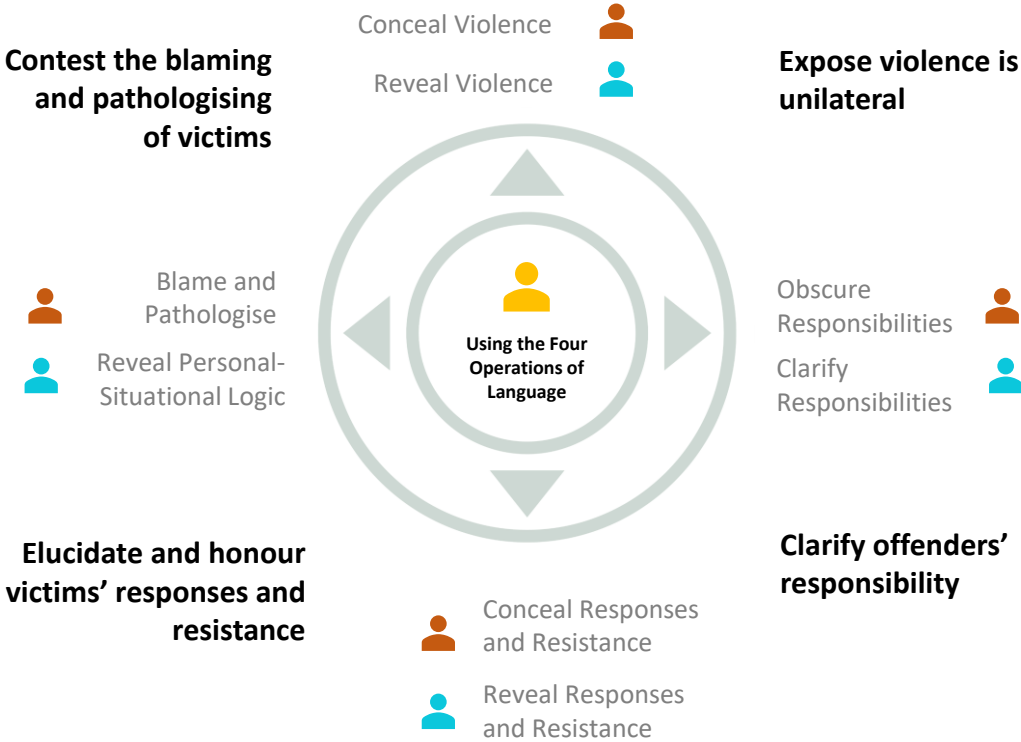 Conceal Violence
Reveal Violence
Contest the blaming
and pathologising
of victims
Expose violence is
unilateral
Blame and
Pathologise
Reveal Personal-
Situational Logic
Using the Four
Operations of
Language
Obscure
Responsibilities
Clarify
Responsibilities
Elucidate and honour
victims’ responses and
resistance
Clarify offenders’
responsibility
Conceal Responses
and Resistance
Reveal Responses
and Resistance